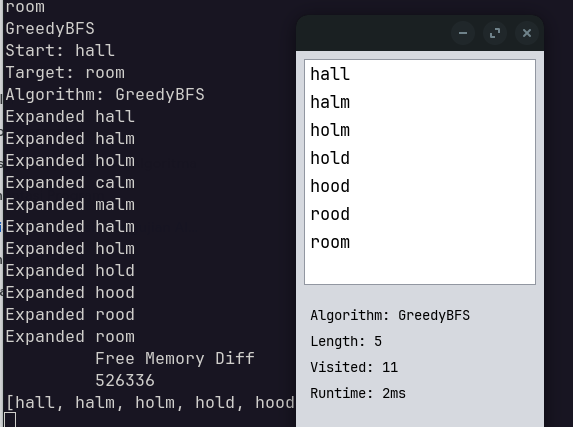 room
GreedyBFS
Start: hall
Target: room
Algorithm: GreedyBFS
Expanded hall
Expanded halm
Expanded holm
Expanded calm
Expanded malm
Expanded halm
Expanded holm
Expanded hold
Expanded hood
Expanded rood
Expanded room
Free Memory Diff
526336
[hall, halm, holm, hold, hood
hall
halm
holm
hold
hood
rood
room
Algorithm: GreedyBFS
Length: 5
Visited: 11
Runtime: 2ms